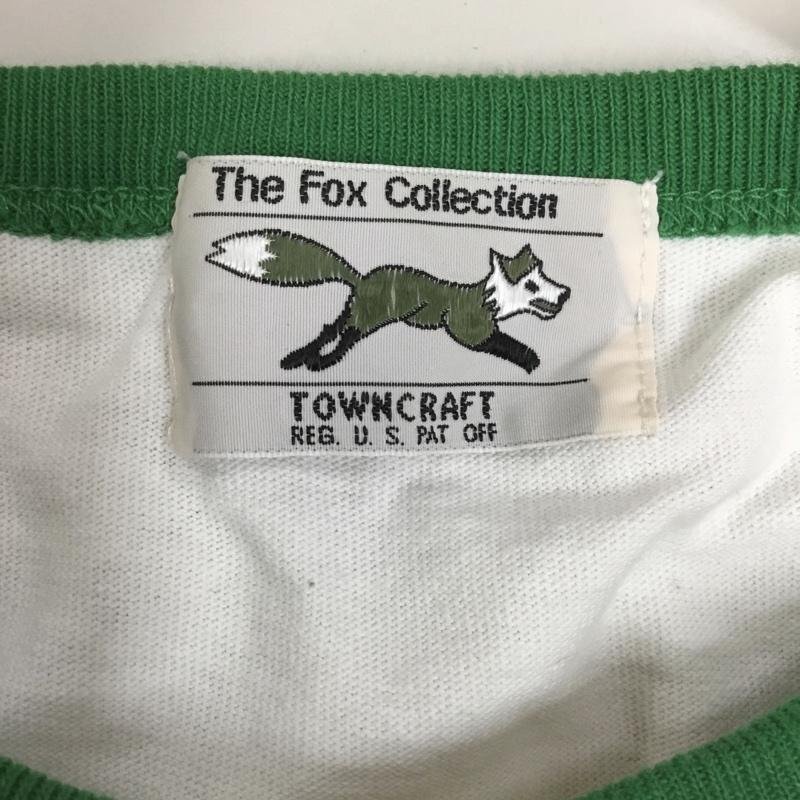 The Fox Collection
TOWNCRAFT
REG. U. S. PAT OFF